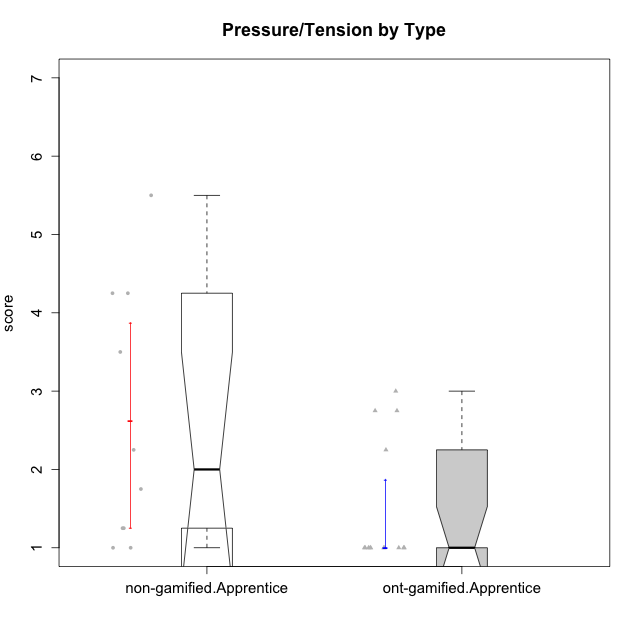 Pressure/Tension by Type
score
7
6
5
4
3
2
1
non-gamified.Apprentice
ont-gamified.Apprentice